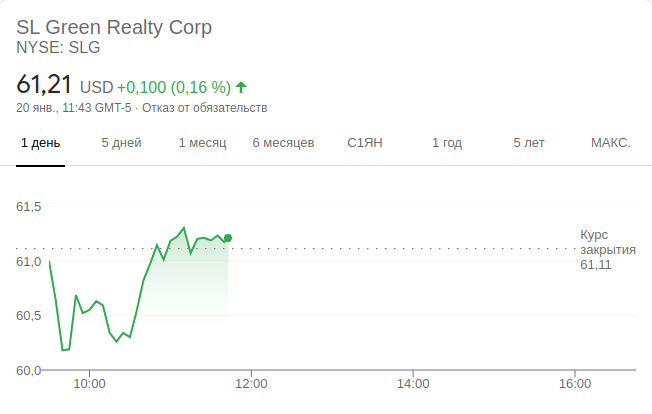 SL Green Realty Corp
NYSE: SLG
61,21 USD +0,100 (0,16 %)
20 янв., 11:43 GMT-5 · Отказ от обязательств
1 день 5 дней 1 месяц 6 месяцев С1ЯН 1 год 5 лет МАКС.
61,5
Курс
закрытия
61,11
61,0
60,5
60,0
10:00 12:00 14:00 16:00